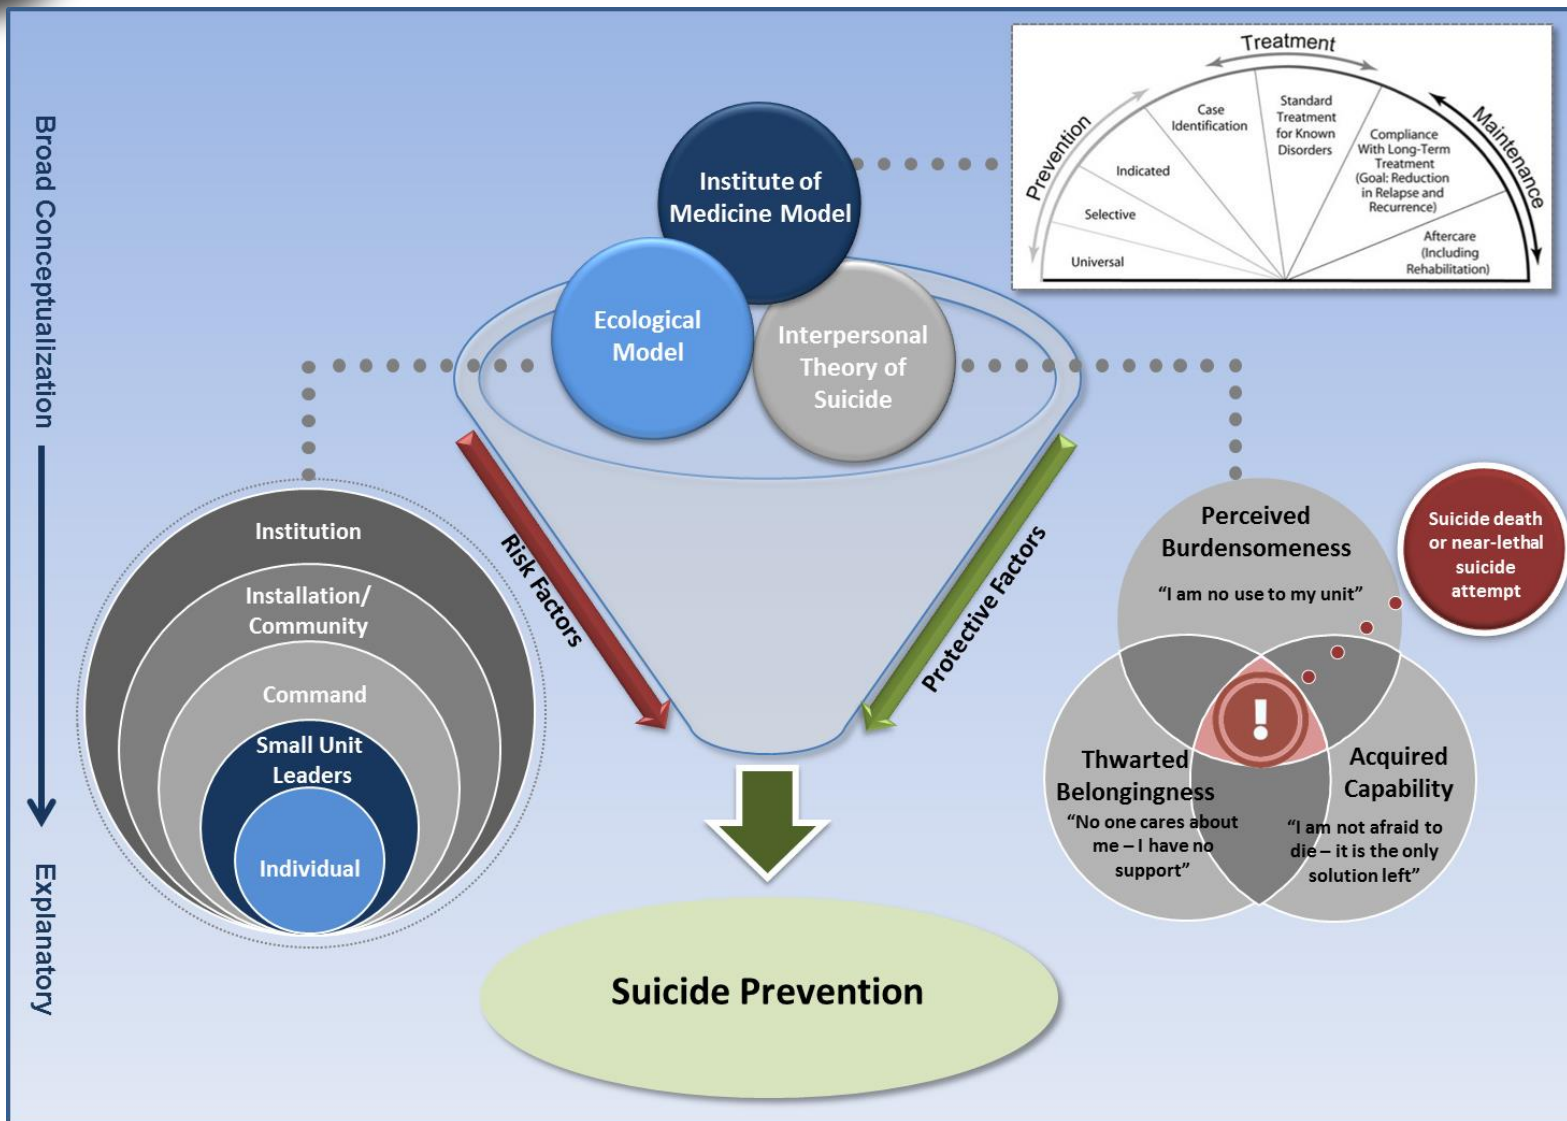 Broad Conceptualization
Explanatory
Institute of
Medicine Model
Ecological
Model
Interpersonal
Theory of
Suicide
Treatment
Prevention
Maintenance
Universal
Selective
Indicated
Case
Identification
Standard
Treatment
for Known
Disorders
Compliance
With Long-Term
Treatment
(Goal: Reduction
in Relapse and
Recurrence)
Aftercare
(Including
Rehabilitation)
Risk Factors
Protective Factors
Institution
Installation/
Community
Command
Small Unit
Leaders
Individual
Perceived
Burdensomeness
“I am no use to my unit”
Suicide death
or near-lethal
suicide
attempt
!
Thwarted
Belongingness
“No one cares about
me – I have no
support”
Acquired
Capability
“I am not afraid to
die – it is the only
solution left”
Suicide Prevention